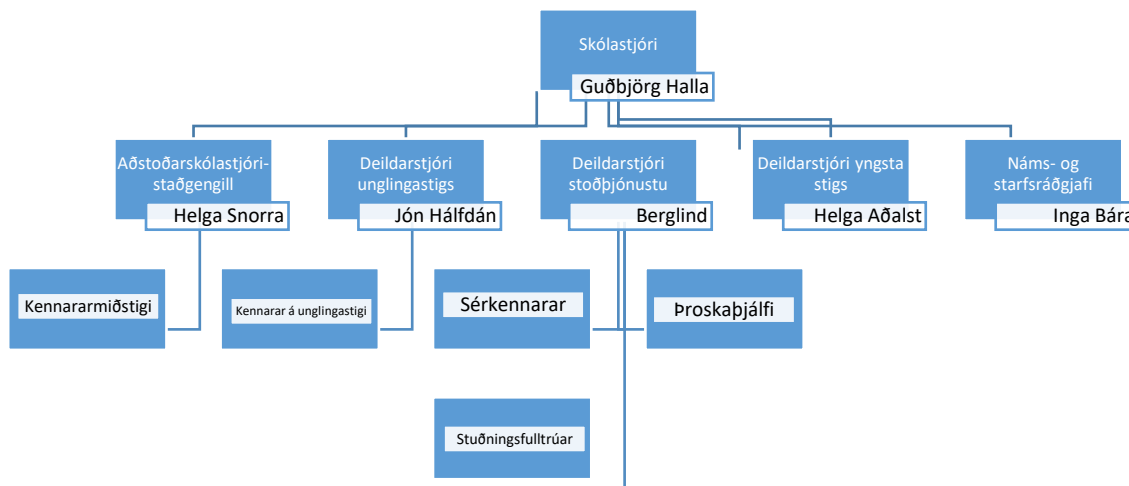 Skólastjóri
Guðbjörg Halla
Aðstoðarskólastjóri-
staðgengill
Helga Snorra
Deildarstjóri
unglingastigs
Jón Hálfdán
Deildarstjóri
stoðþjónustu
Berglind
Deildarstjóri yngsta
stigs
Helga Aðalst
Náms- og
starfsráðgjafi
Inga Bára
Kennararmiðstigi
Kennarar á unglingastigi
Sérkennarar
Þroskaþjálfi
Stuðningsfulltrúar